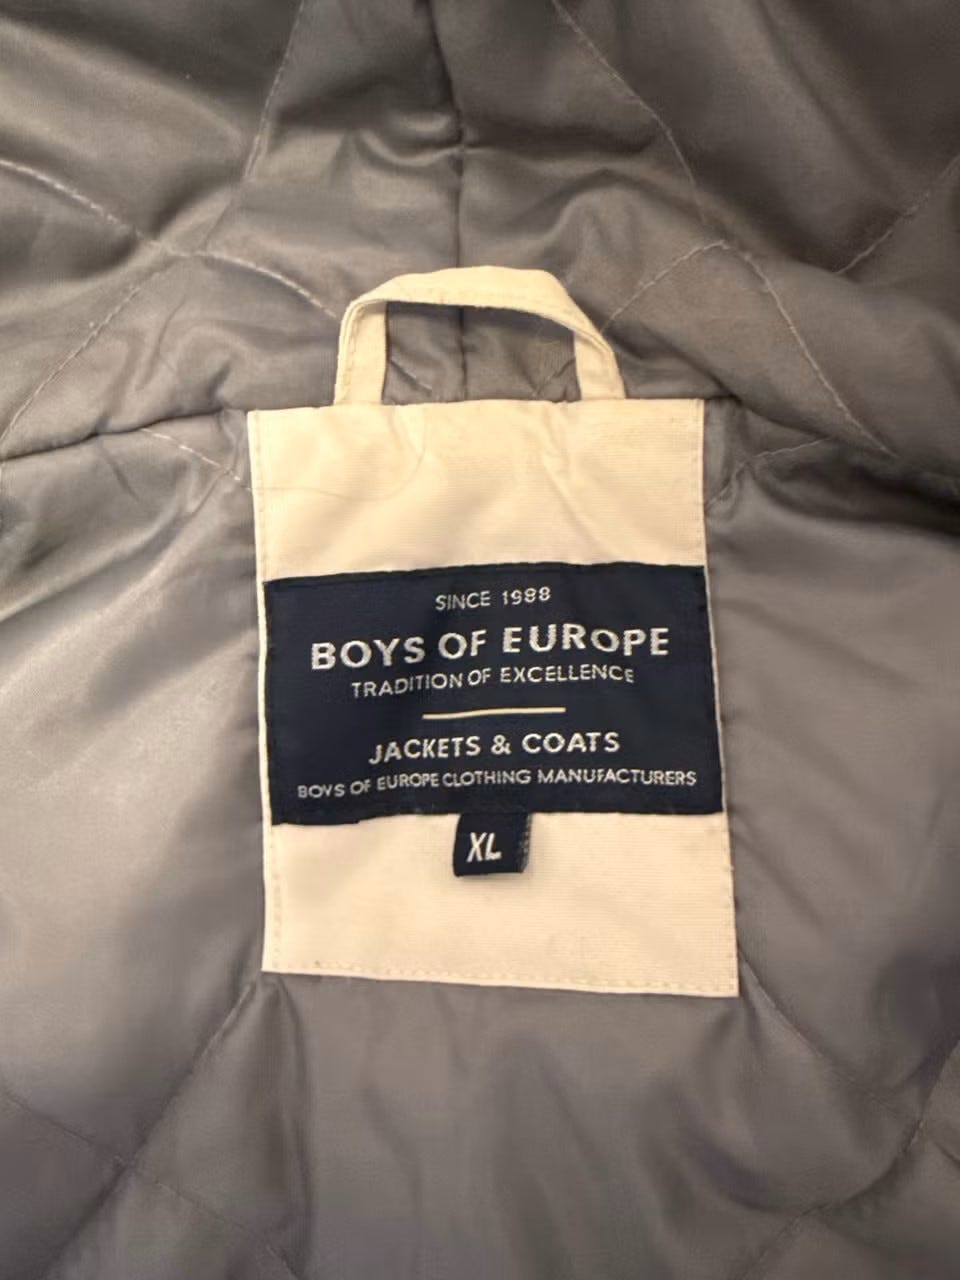 SINCE 1988
BOYS OF EUROPE
TRADITION OF EXCELLENCE
JACKETS & COATS
BOYS OF EUROPE CLOTHING MANUFACTURERS
XL